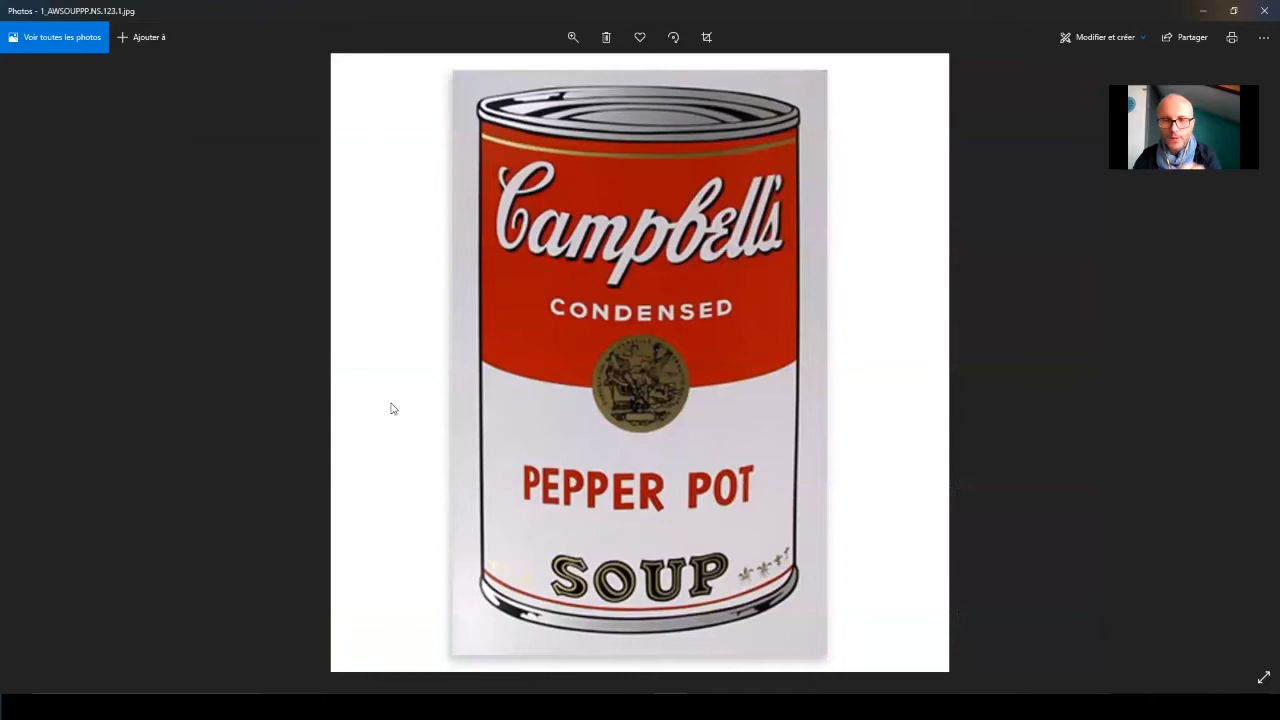 Photos - 1_AWSOUPPP.NS.123.1.jpg
Voir toutes les photos
Ajouter à
Modifier et créer
Partager
Campbell's
CONDENSED
PEPPER POT
SOUP